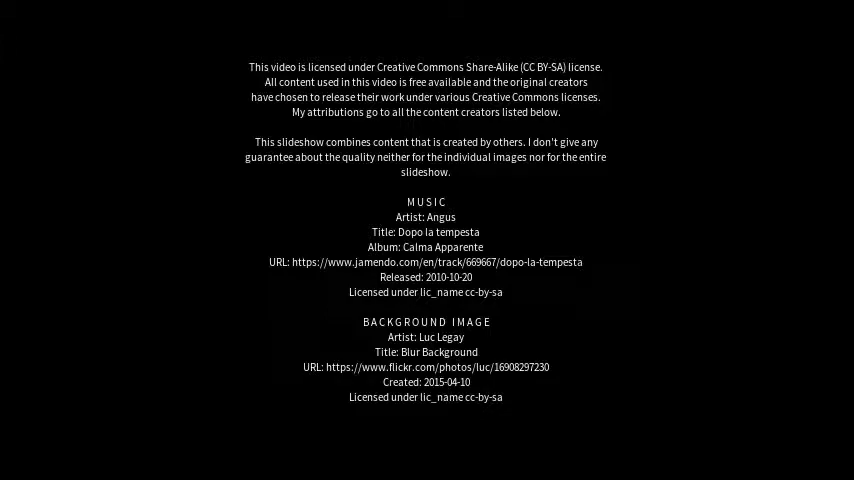 This video is licensed under Creative Commons Share-Alike (CC BY-SA) license.
All content used in this video is free available and the original creators
have chosen to release their work under various Creative Commons licenses.
My attributions go to all the content creators listed below.
This slideshow combines content that is created by others. I don't give any
guarantee about the quality neither for the individual images nor for the entire
slideshow.
MUSIC
Artist: Angus
Title: Dopo la tempesta
Album: Calma Apparente
URL: https://www.jamendo.com/en/track/669667/dopo-la-tempesta
Released: 2010-10-20
Licensed under lic_name cc-by-sa
BACKGROUND IMAGE
Artist: Luc Legay
Title: Blur Background
URL: https://www.flickr.com/photos/luc/16908297230
Created: 2015-04-10
Licensed under lic_name cc-by-sa